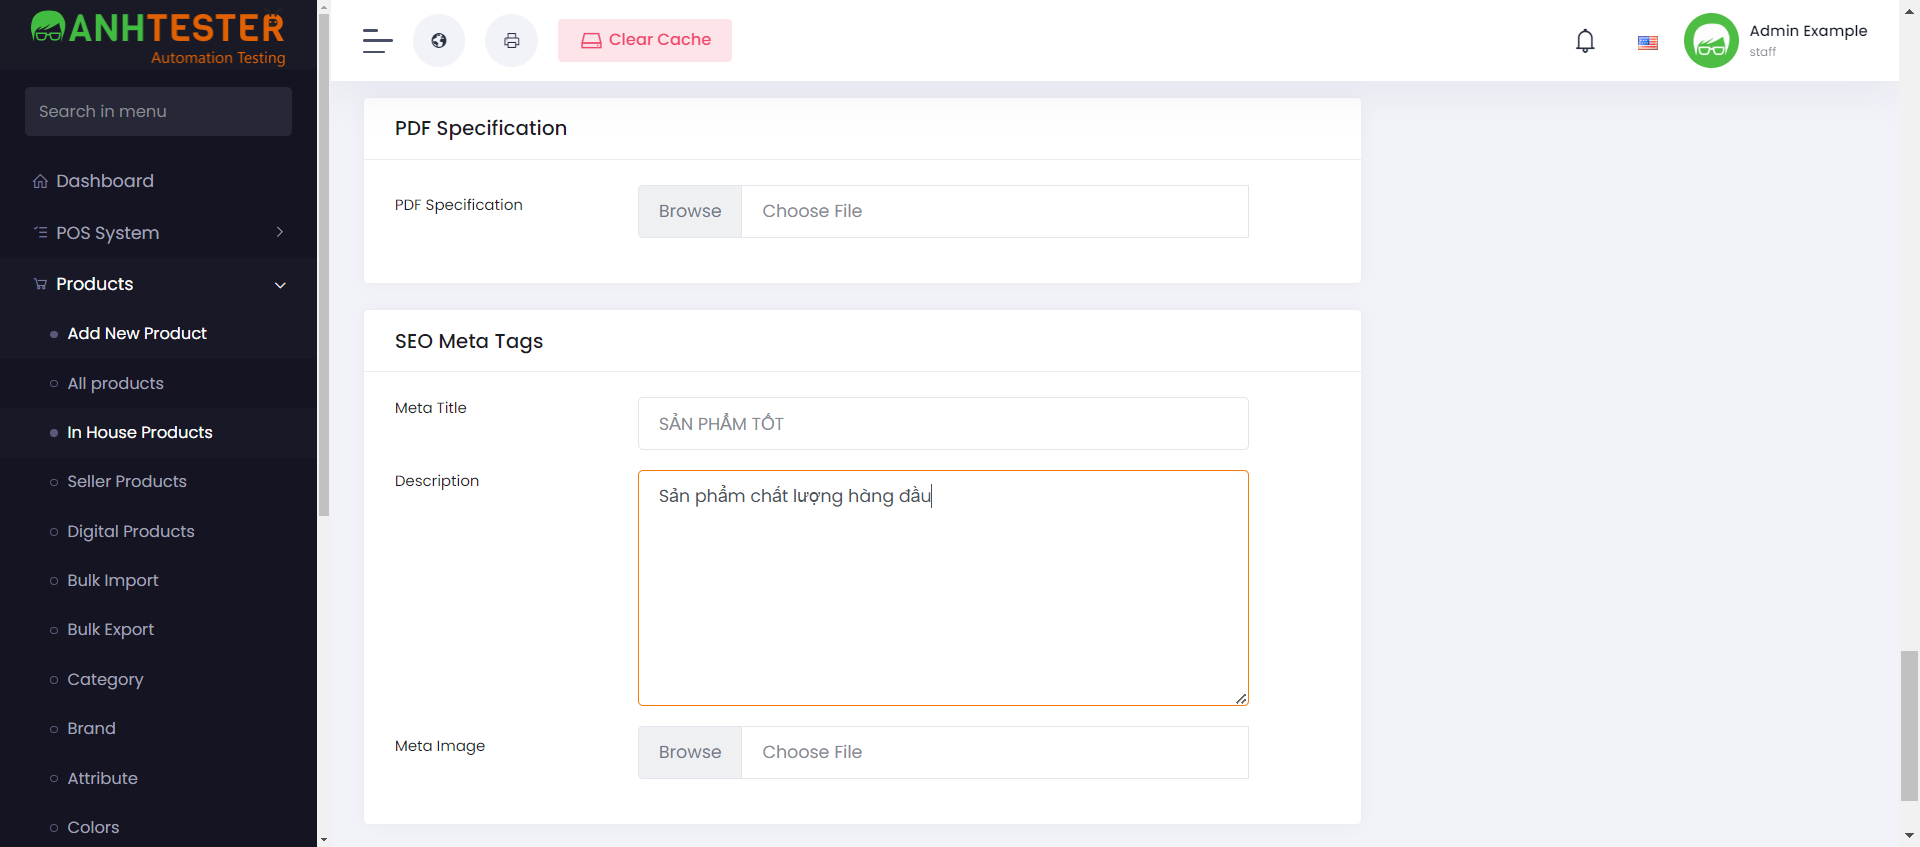 ANHTESTER
Automation Testing
Search in menu
Dashboard
POS System
Products
Add New Product
All products
In House Products
Seller Products
Digital Products
Bulk Import
Bulk Export
Category
Brand
Attribute
Colors
Clear Cache
Admin Example
staff
PDF Specification
PDF Specification
Browse
Choose File
SEO Meta Tags
Meta Title
SẢN PHẨM TỐT
Description
Sản phẩm chất lượng hàng đầu
Meta Image
Browse
Choose File